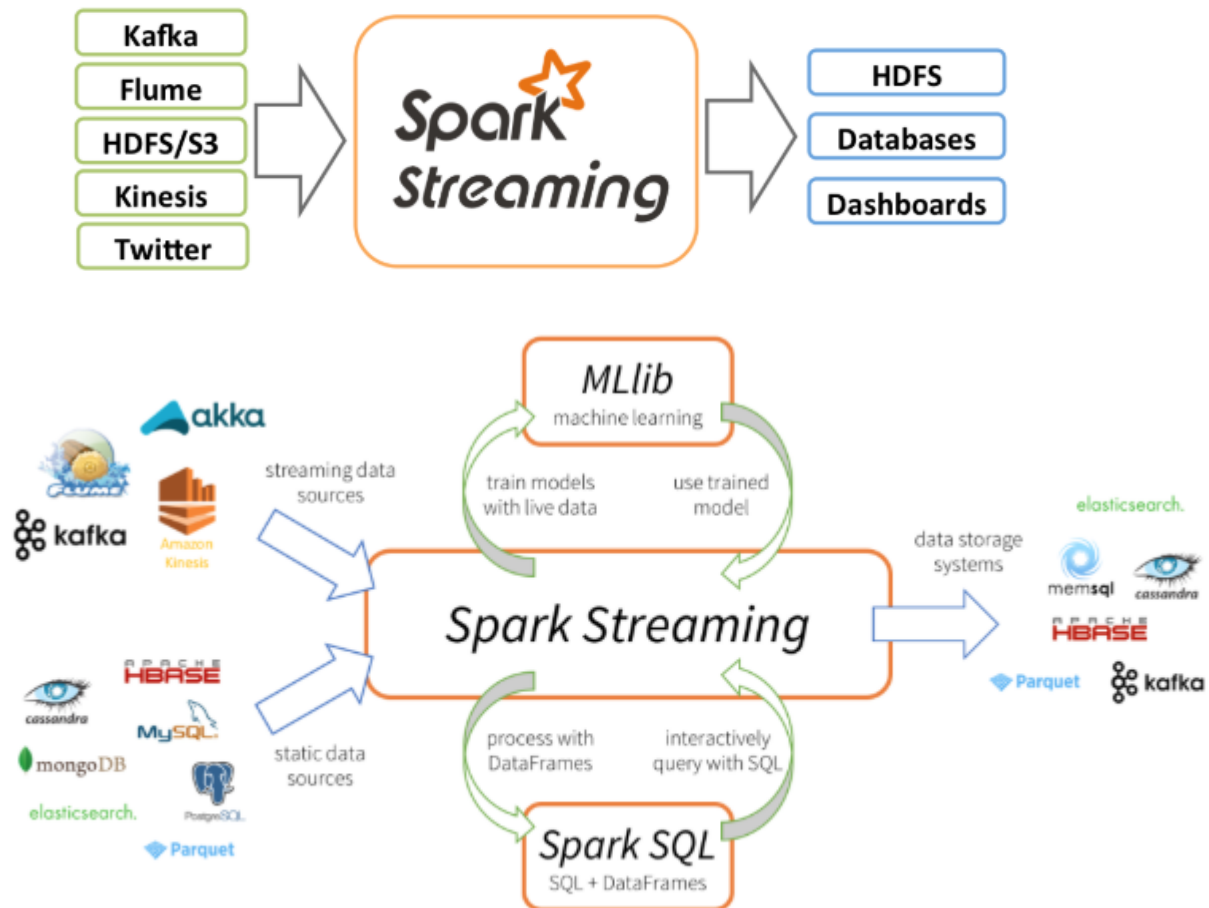 Kafka
Flume
HDFS/S3
Kinesis
Twitter
Spark
Streaming
HDFS
Databases
Dashboards
MLlib
machine learning
akka
FLUME
kafka
Amazon
Kinesis
streaming data
sources
train models
with live data
use trained
model
Spark Streaming
data storage
systems
elasticsearch.
memsql
cassandra
APACHE
HBASE
Parquet
kafka
APACHE
HBASE
cassandra
MySQL.
mongoDB
PostgreSQL
elasticsearch.
Parquet
static data
sources
process with
DataFrames
interactively
query with SQL
Spark SQL
SQL + DataFrames